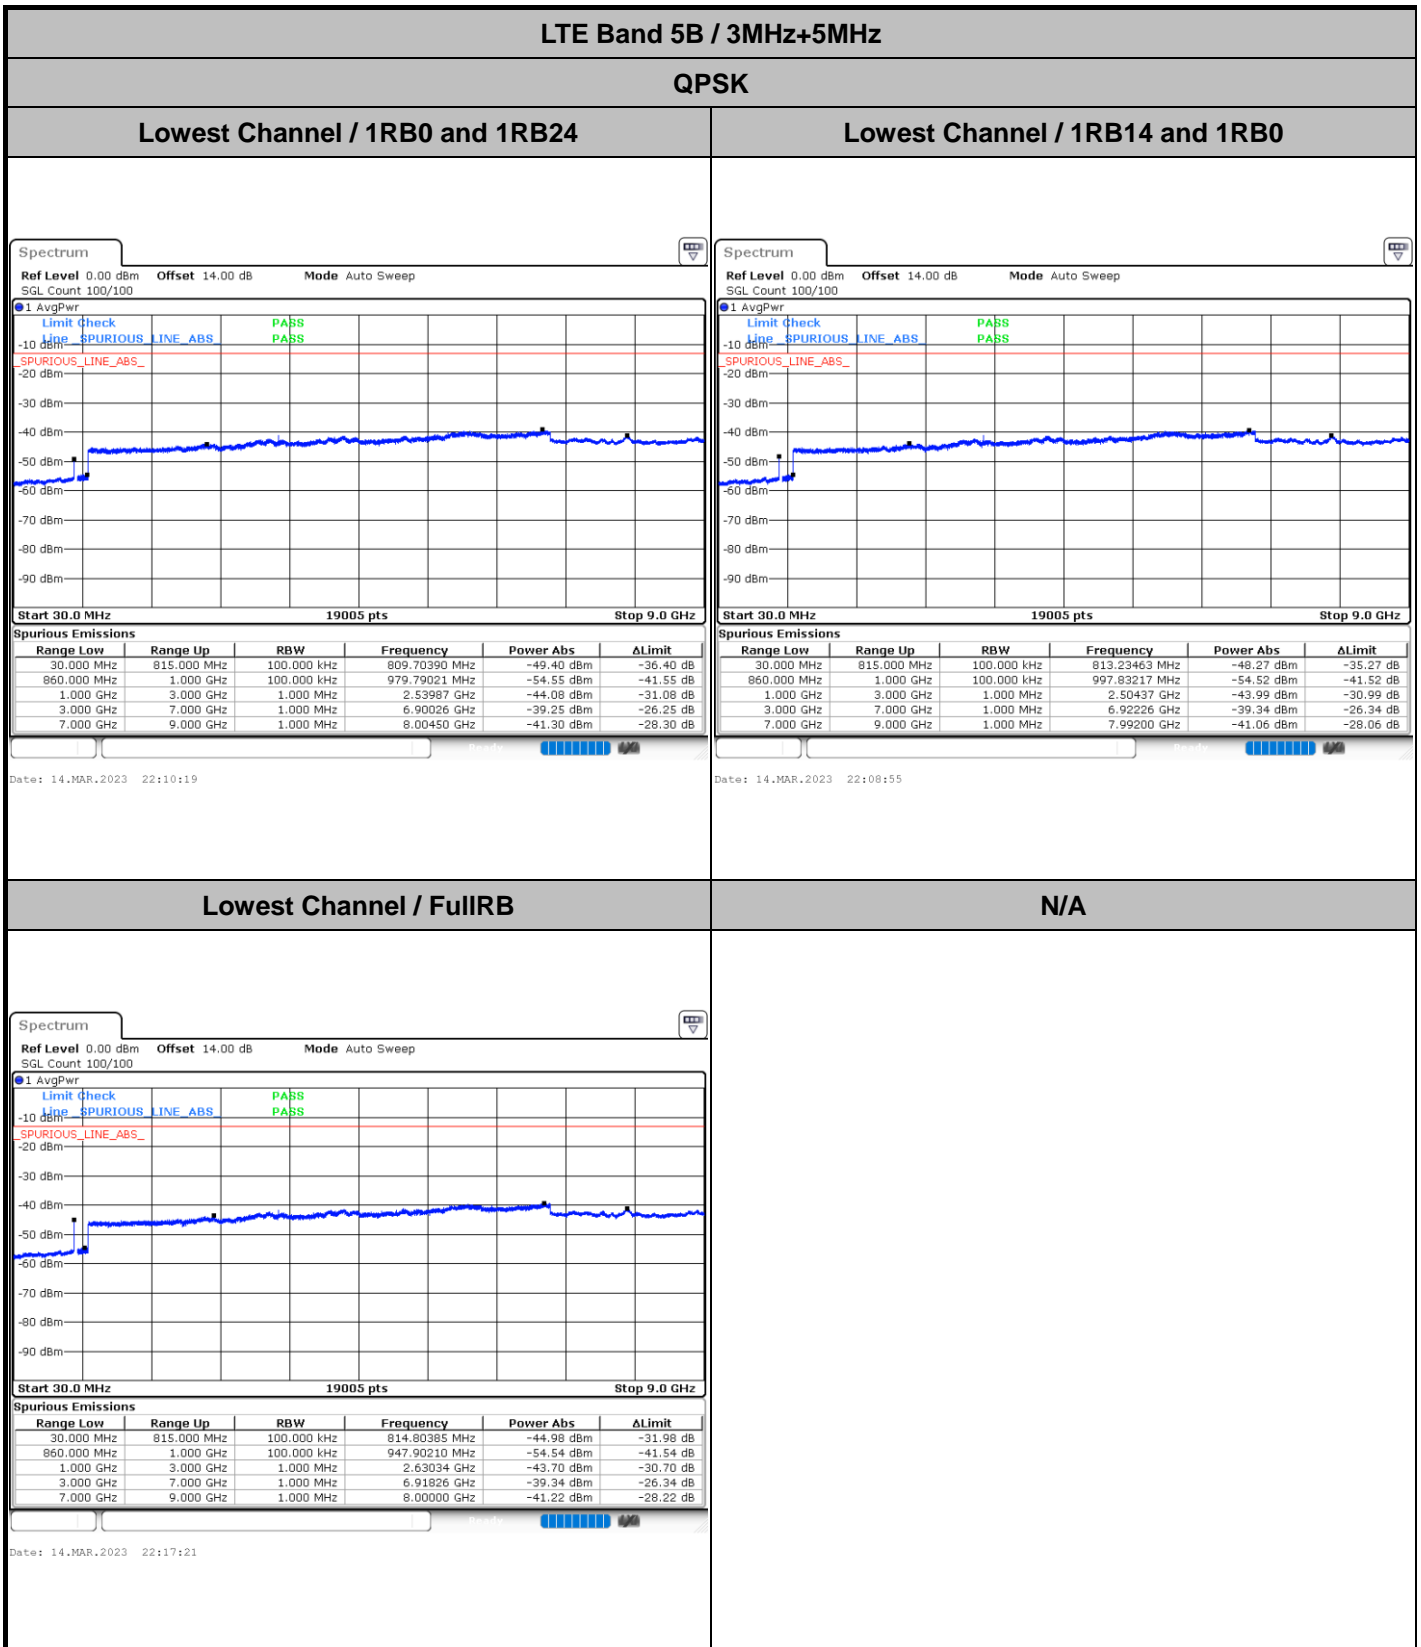 LTE Band 5B / 3MHz+5MHz
QPSK
Lowest Channel / 1RB0 and 1RB24
Lowest Channel / 1RB14 and 1RB0
Spectrum
Ref Level 0.00 dBm Offset 14.00 dB Mode Auto Sweep
SGL Count 100/100
1 AvgPwr
Limit Check PASS
Line _SPURIOUS_LINE_ABS_ PASS
-10 dBm
_SPURIOUS_LINE_ABS_
-20 dBm
-30 dBm
-40 dBm
-50 dBm
-60 dBm
-70 dBm
-80 dBm
-90 dBm
Start 30.0 MHz 19005 pts Stop 9.0 GHz
Spurious Emissions
Range Low Range Up RBW Frequency Power Abs ΔLimit
30.000 MHz 815.000 MHz 100.000 kHz 809.70390 MHz -49.40 dBm -36.40 dB
860.000 MHz 1.000 GHz 100.000 kHz 979.79021 MHz -54.55 dBm -41.55 dB
1.000 GHz 3.000 GHz 1.000 MHz 2.53987 GHz -44.08 dBm -31.08 dB
3.000 GHz 7.000 GHz 1.000 MHz 6.90026 GHz -39.25 dBm -26.25 dB
7.000 GHz 9.000 GHz 1.000 MHz 8.00450 GHz -41.30 dBm -28.30 dB
Ready
Date: 14.MAR.2023 22:10:19
Spectrum
Ref Level 0.00 dBm Offset 14.00 dB Mode Auto Sweep
SGL Count 100/100
1 AvgPwr
Limit Check PASS
Line _SPURIOUS_LINE_ABS_ PASS
-10 dBm
_SPURIOUS_LINE_ABS_
-20 dBm
-30 dBm
-40 dBm
-50 dBm
-60 dBm
-70 dBm
-80 dBm
-90 dBm
Start 30.0 MHz 19005 pts Stop 9.0 GHz
Spurious Emissions
Range Low Range Up RBW Frequency Power Abs ΔLimit
30.000 MHz 815.000 MHz 100.000 kHz 813.23463 MHz -48.27 dBm -35.27 dB
860.000 MHz 1.000 GHz 100.000 kHz 997.83217 MHz -54.52 dBm -41.52 dB
1.000 GHz 3.000 GHz 1.000 MHz 2.50437 GHz -43.99 dBm -30.99 dB
3.000 GHz 7.000 GHz 1.000 MHz 6.92226 GHz -39.34 dBm -26.34 dB
7.000 GHz 9.000 GHz 1.000 MHz 7.99200 GHz -41.06 dBm -28.06 dB
Ready
Date: 14.MAR.2023 22:08:55
Lowest Channel / FullRB
N/A
Spectrum
Ref Level 0.00 dBm Offset 14.00 dB Mode Auto Sweep
SGL Count 100/100
1 AvgPwr
Limit Check PASS
Line _SPURIOUS_LINE_ABS_ PASS
-10 dBm
_SPURIOUS_LINE_ABS_
-20 dBm
-30 dBm
-40 dBm
-50 dBm
-60 dBm
-70 dBm
-80 dBm
-90 dBm
Start 30.0 MHz 19005 pts Stop 9.0 GHz
Spurious Emissions
Range Low Range Up RBW Frequency Power Abs ΔLimit
30.000 MHz 815.000 MHz 100.000 kHz 814.80385 MHz -44.98 dBm -31.98 dB
860.000 MHz 1.000 GHz 100.000 kHz 947.90210 MHz -54.54 dBm -41.54 dB
1.000 GHz 3.000 GHz 1.000 MHz 2.63034 GHz -43.70 dBm -30.70 dB
3.000 GHz 7.000 GHz 1.000 MHz 6.91826 GHz -39.34 dBm -26.34 dB
7.000 GHz 9.000 GHz 1.000 MHz 8.00000 GHz -41.22 dBm -28.22 dB
Ready
Date: 14.MAR.2023 22:17:21